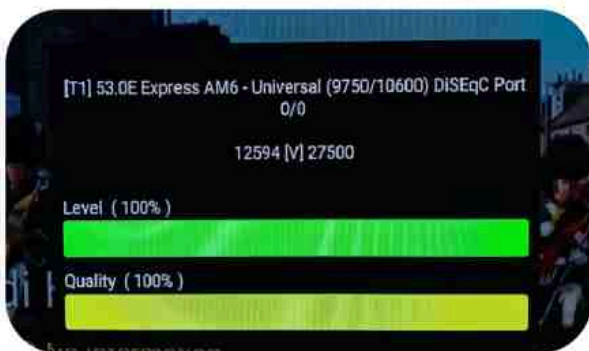 [T1] 53.0E Express AM6 - Universal (9750/10600) DiSEqC Port
0/0
12594 [V] 27500
Level ( 100% )
Quality ( 100% )